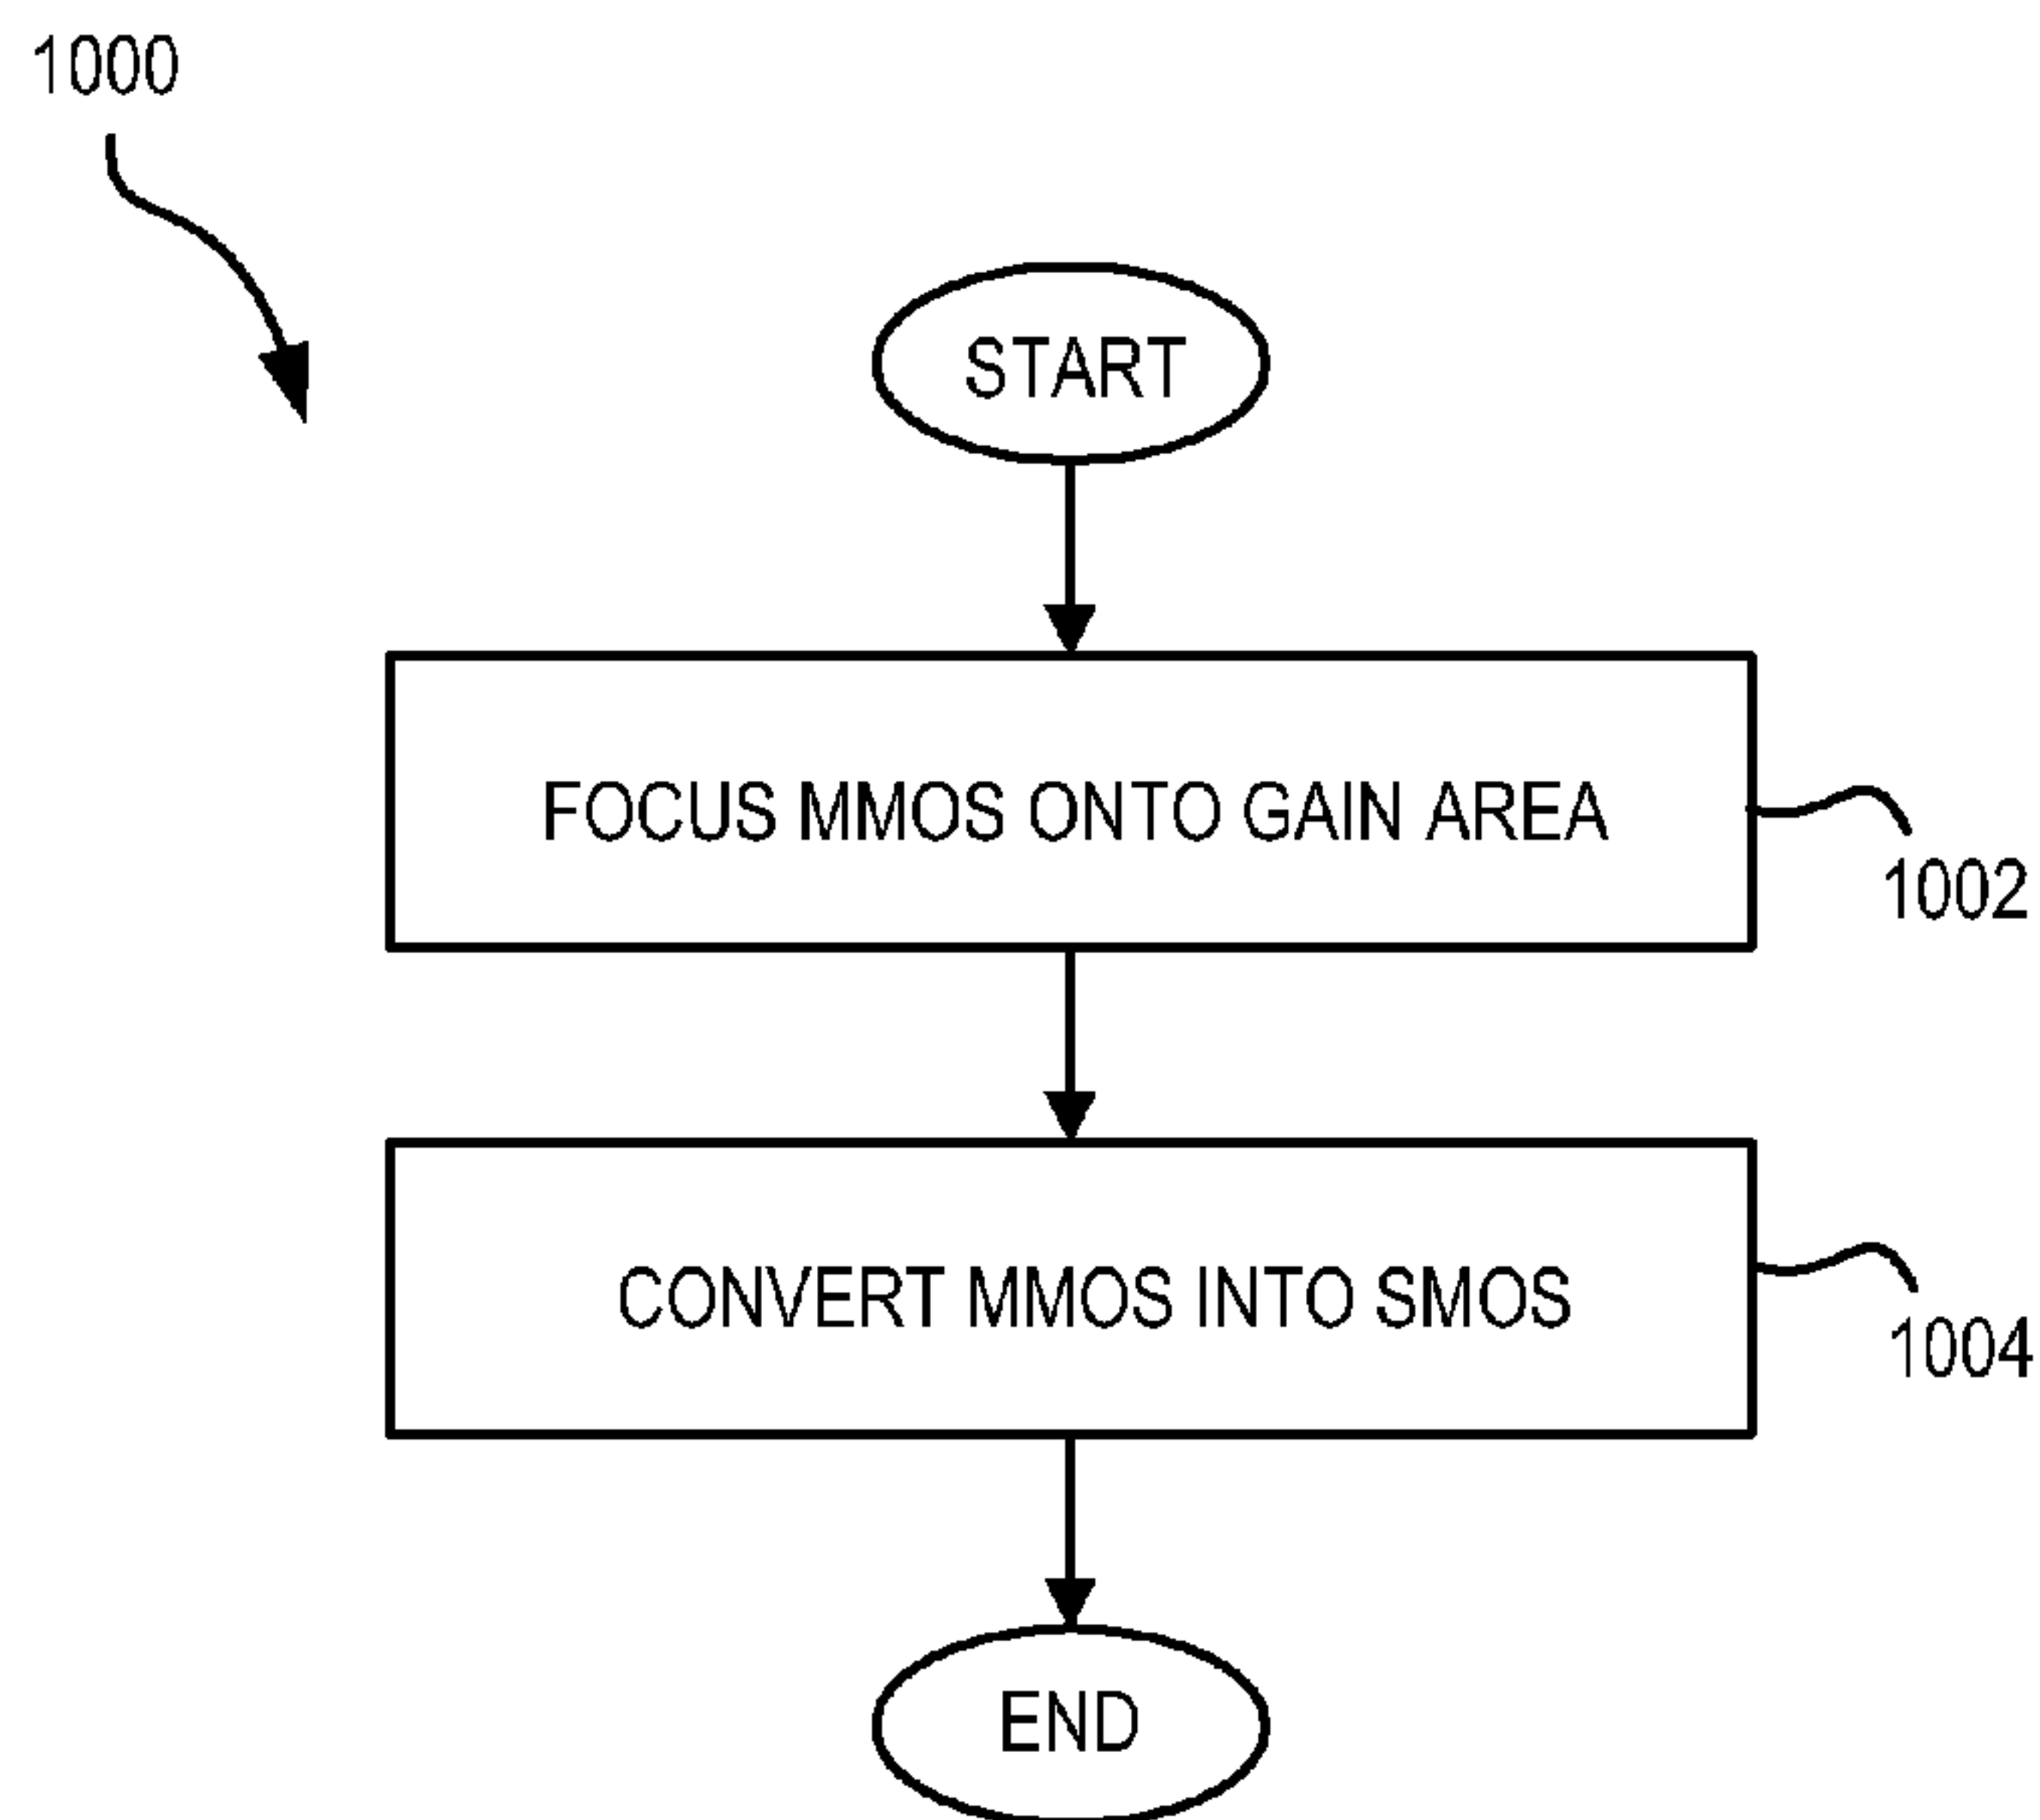 1000
START
FOCUS MMOS ONTO GAIN AREA
1002
CONVERT MMOS INTO SMOS
1004
END